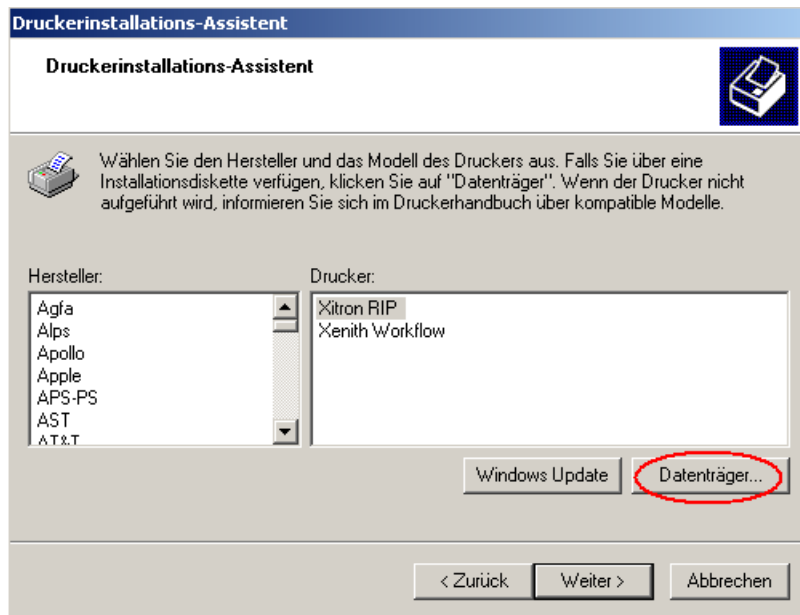 Druckerinstallations-Assistent
Druckerinstallations-Assistent
Wählen Sie den Hersteller und das Modell des Druckers aus. Falls Sie über eine
Installationsdiskette verfügen, klicken Sie auf "Datenträger". Wenn der Drucker nicht
aufgeführt wird, informieren Sie sich im Druckerhandbuch über kompatible Modelle.
Hersteller:
Agfa
Alps
Apollo
Apple
APS-PS
AST
AT&T
Drucker:
Xitron RIP
Xenith Workflow
Windows Update
Datenträger...
< Zurück
Weiter >
Abbrechen